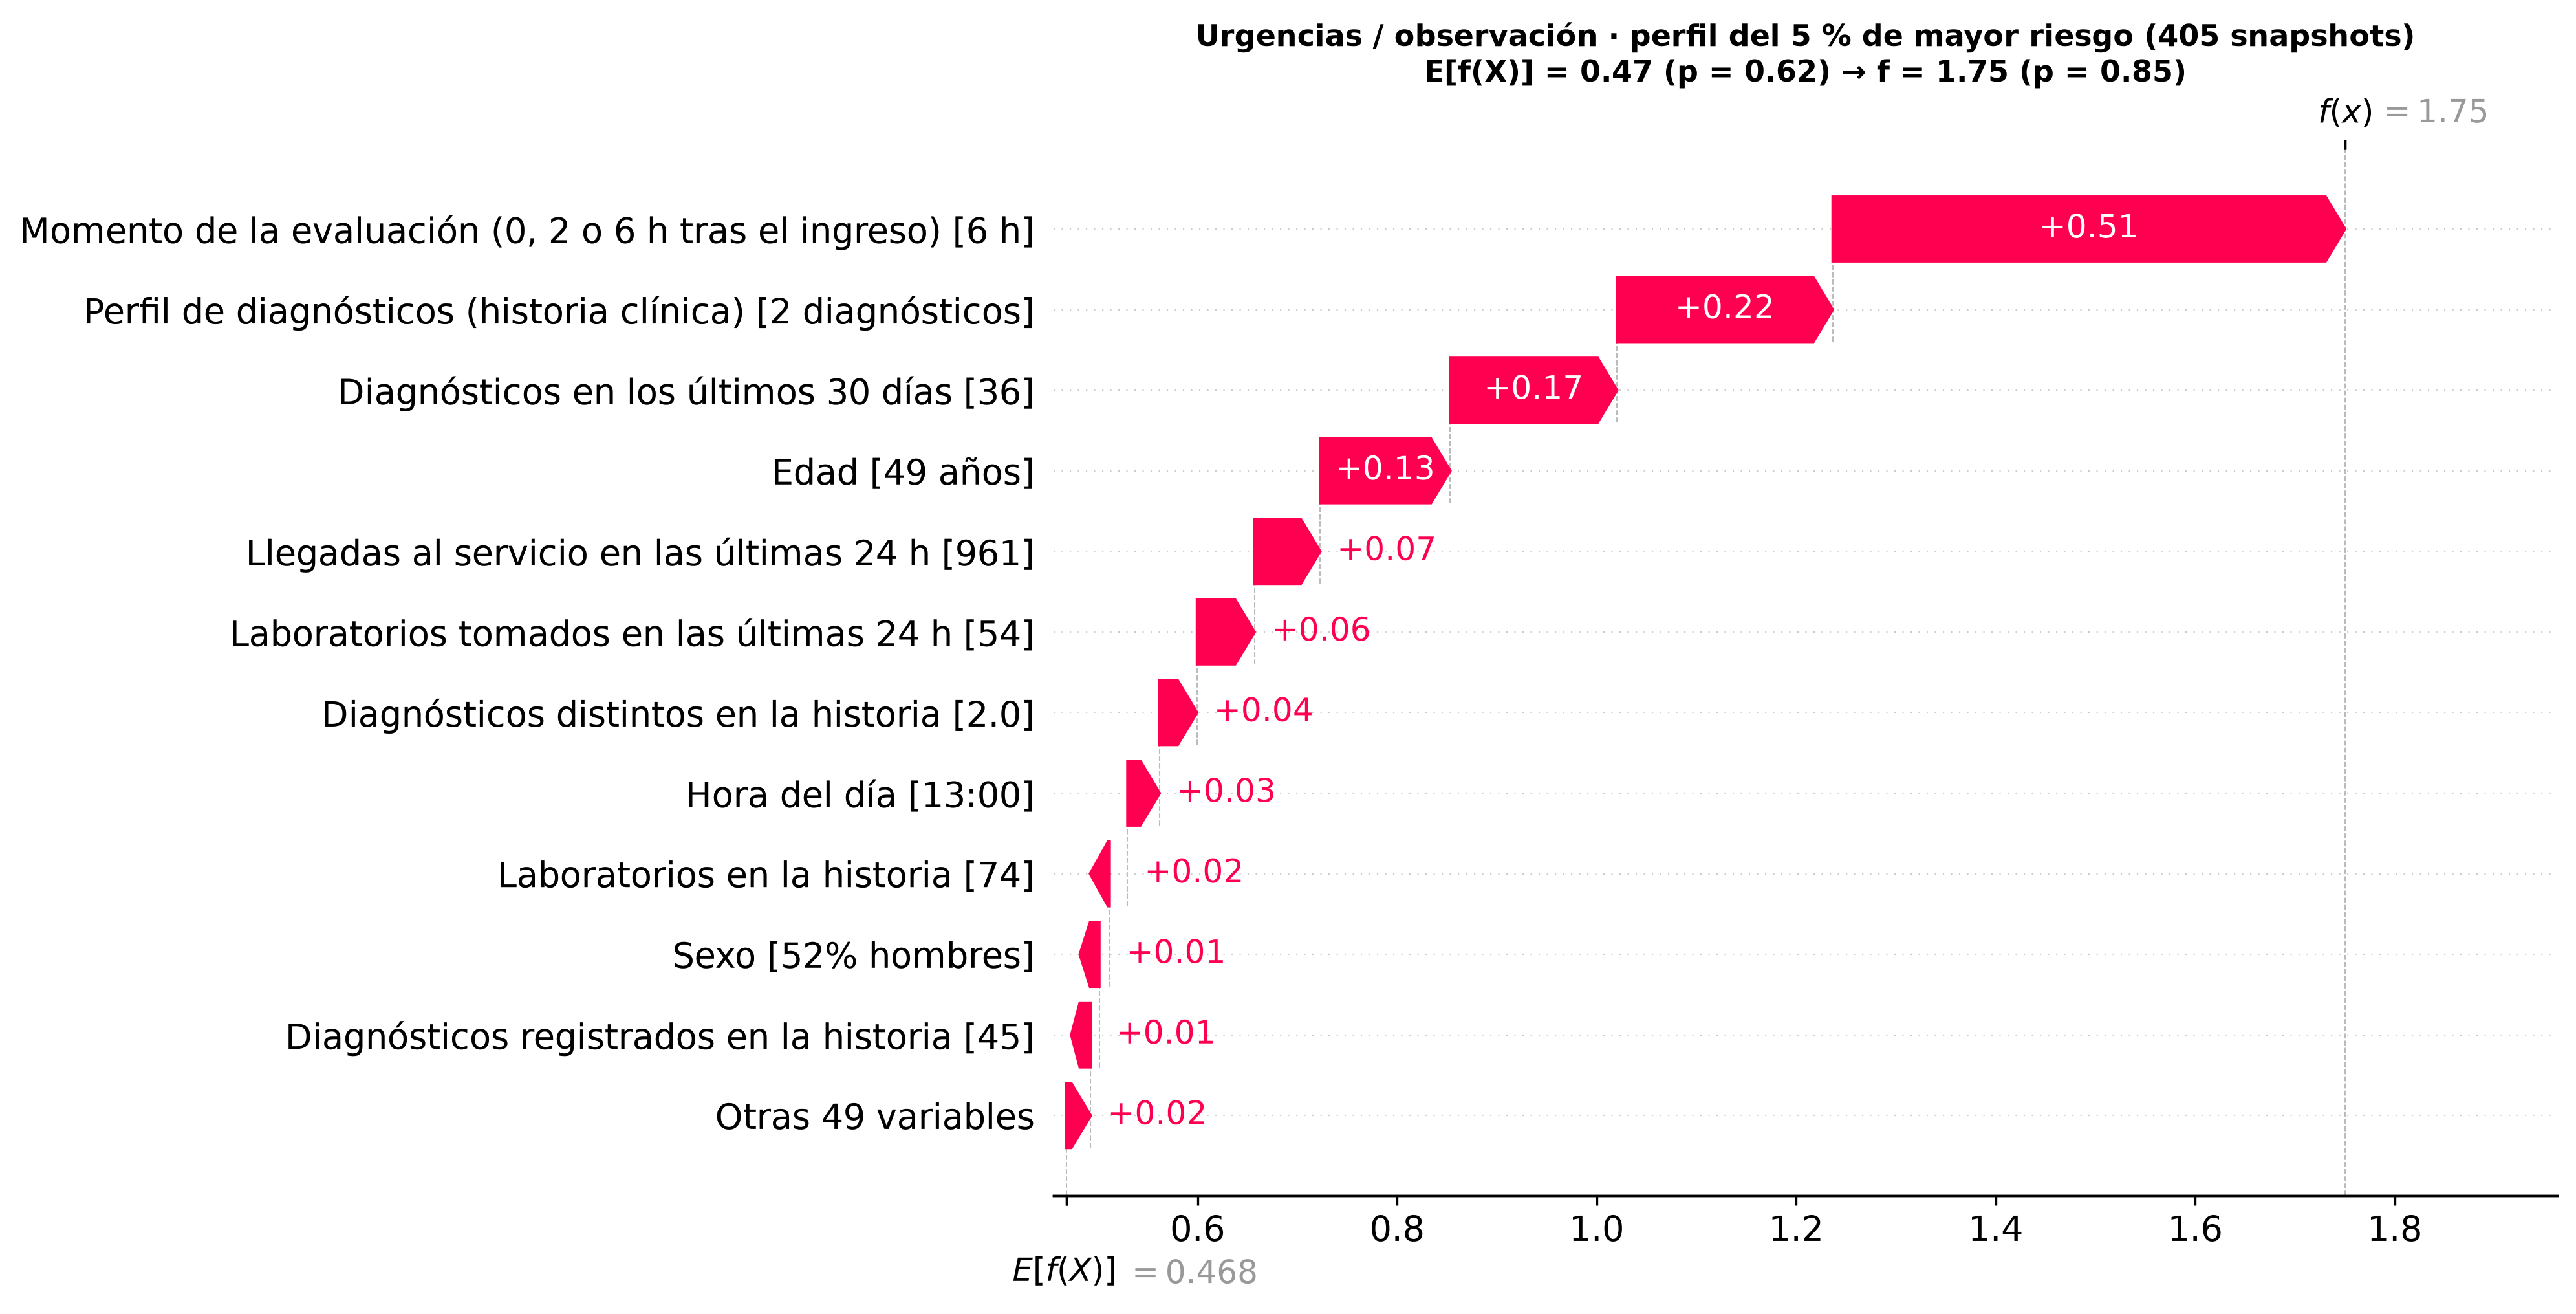 Urgencias / observación · perfil del 5 % de mayor riesgo (405 snapshots)
E[f(X)] = 0.47 (p = 0.62) → f = 1.75 (p = 0.85)
f(x) = 1.75
Momento de la evaluación (0, 2 o 6 h tras el ingreso) [6 h] +0.51
Perfil de diagnósticos (historia clínica) [2 diagnósticos] +0.22
Diagnósticos en los últimos 30 días [36] +0.17
Edad [49 años] +0.13
Llegadas al servicio en las últimas 24 h [961] +0.07
Laboratorios tomados en las últimas 24 h [54] +0.06
Diagnósticos distintos en la historia [2.0] +0.04
Hora del día [13:00] +0.03
Laboratorios en la historia [74] +0.02
Sexo [52% hombres] +0.01
Diagnósticos registrados en la historia [45] +0.01
Otras 49 variables +0.02
0.6 0.8 1.0 1.2 1.4 1.6 1.8
E[f(X)] = 0.468